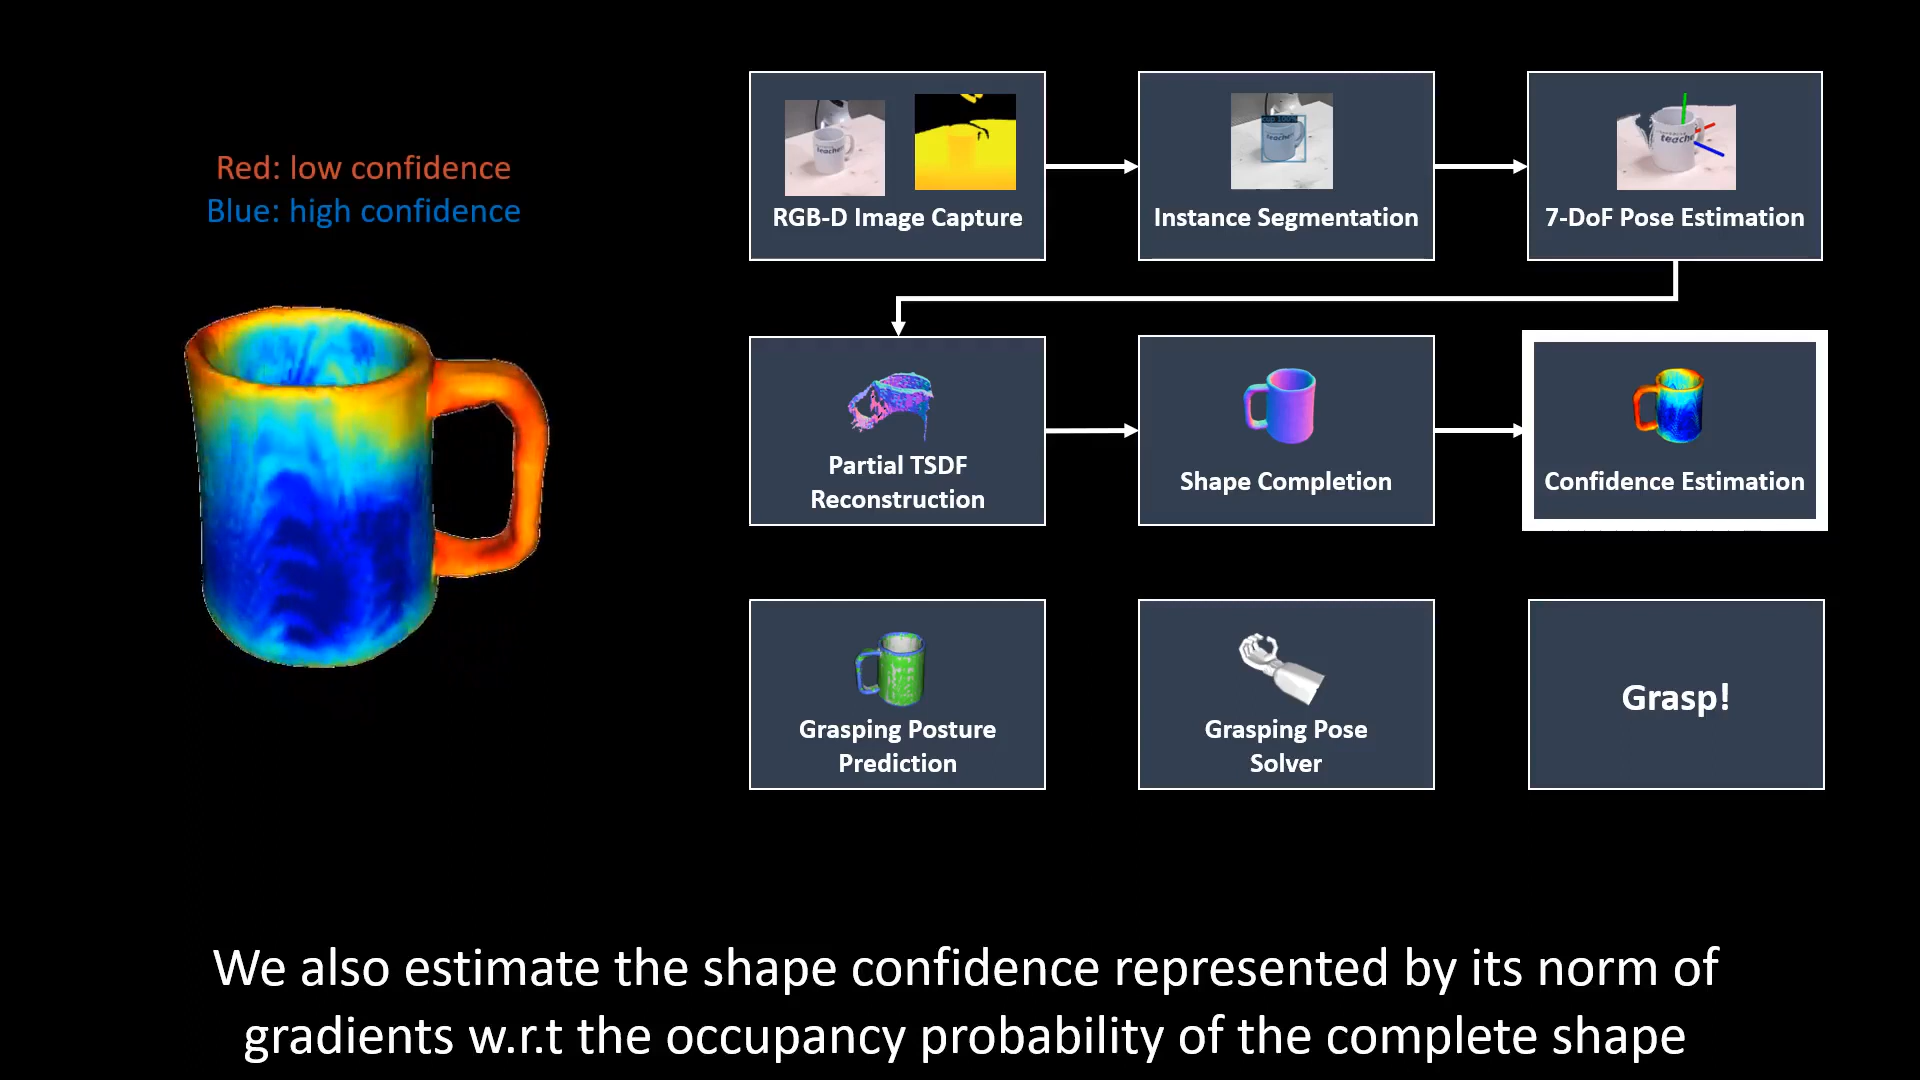 Red: low confidence
Blue: high confidence
RGB-D Image Capture
Instance Segmentation
7-DoF Pose Estimation
Partial TSDF
Reconstruction
Shape Completion
Confidence Estimation
Grasping Posture
Prediction
Grasping Pose
Solver
Grasp!
We also estimate the shape confidence represented by its norm of
gradients w.r.t the occupancy probability of the complete shape